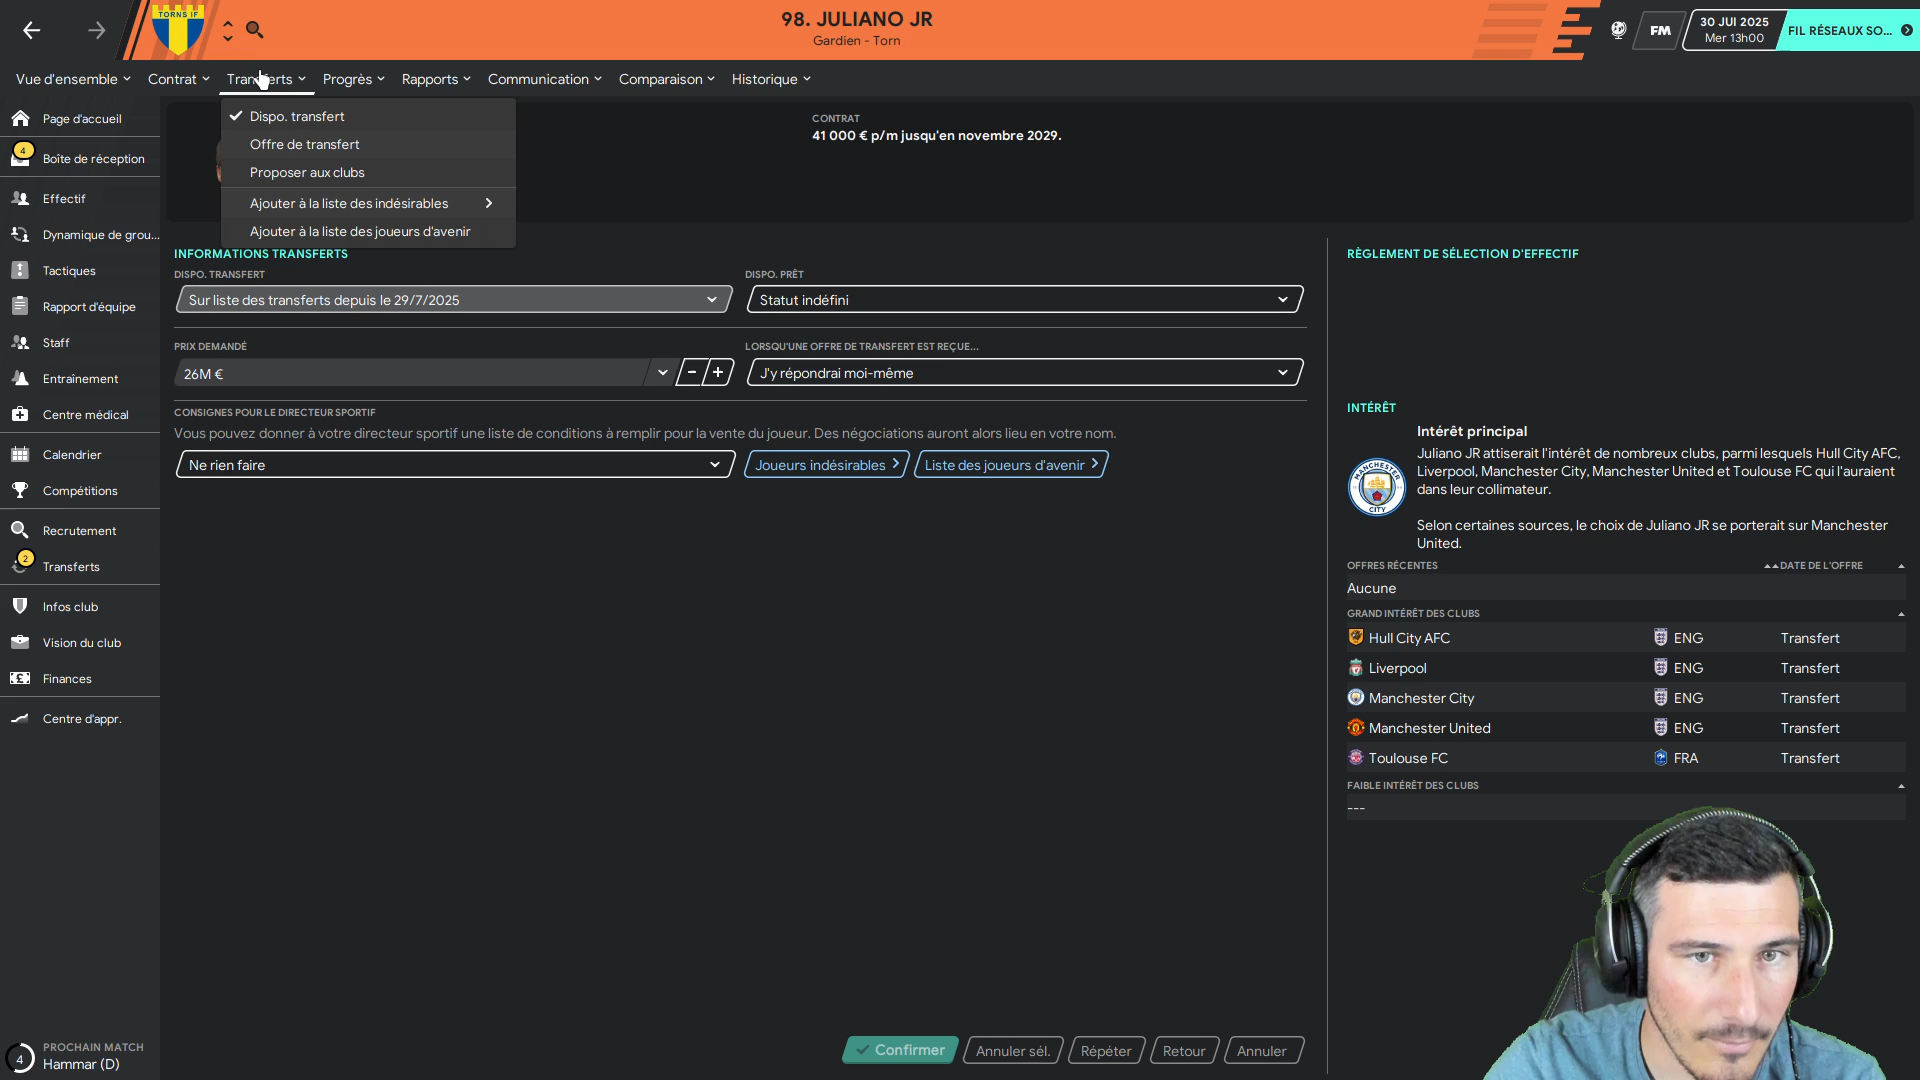 TORNS IF
98. JULIANO JR
Gardien - Torn
FM
30 JUI 2025
Mer 13h00
FIL RÉSEAUX SO...
Vue d'ensemble
Contrat
Transferts
Progrès
Rapports
Communication
Comparaison
Historique
Page d'accueil
4
Boîte de réception
Effectif
Dynamique de grou...
Tactiques
Rapport d'équipe
Staff
Entraînement
Centre médical
Calendrier
Compétitions
Recrutement
2
Transferts
Infos club
Vision du club
Finances
Centre d'appr.
4
PROCHAIN MATCH
Hammar (D)
Dispo. transfert
Offre de transfert
Proposer aux clubs
Ajouter à la liste des indésirables
Ajouter à la liste des joueurs d'avenir
CONTRAT
41 000 € p/m jusqu'en novembre 2029.
INFORMATIONS TRANSFERTS
DISPO. TRANSFERT
Sur liste des transferts depuis le 29/7/2025
DISPO. PRÊT
Statut indéfini
PRIX DEMANDÉ
26M €
LORSQU'UNE OFFRE DE TRANSFERT EST REÇUE...
J'y répondrai moi-même
CONSIGNES POUR LE DIRECTEUR SPORTIF
Vous pouvez donner à votre directeur sportif une liste de conditions à remplir pour la vente du joueur. Des négociations auront alors lieu en votre nom.
Ne rien faire
Joueurs indésirables
Liste des joueurs d'avenir
Confirmer
Annuler sél.
Répéter
Retour
Annuler
RÈGLEMENT DE SÉLECTION D'EFFECTIF
INTÉRÊT
MANCHESTER
CITY
Intérêt principal
Juliano JR attiserait l'intérêt de nombreux clubs, parmi lesquels Hull City AFC,
Liverpool, Manchester City, Manchester United et Toulouse FC qui l'auraient
dans leur collimateur.
Selon certaines sources, le choix de Juliano JR se porterait sur Manchester
United.
OFFRES RÉCENTES
DATE DE L'OFFRE
Aucune
GRAND INTÉRÊT DES CLUBS
Hull City AFC ENG Transfert
Liverpool ENG Transfert
Manchester City ENG Transfert
Manchester United ENG Transfert
Toulouse FC FRA Transfert
FAIBLE INTÉRÊT DES CLUBS
---